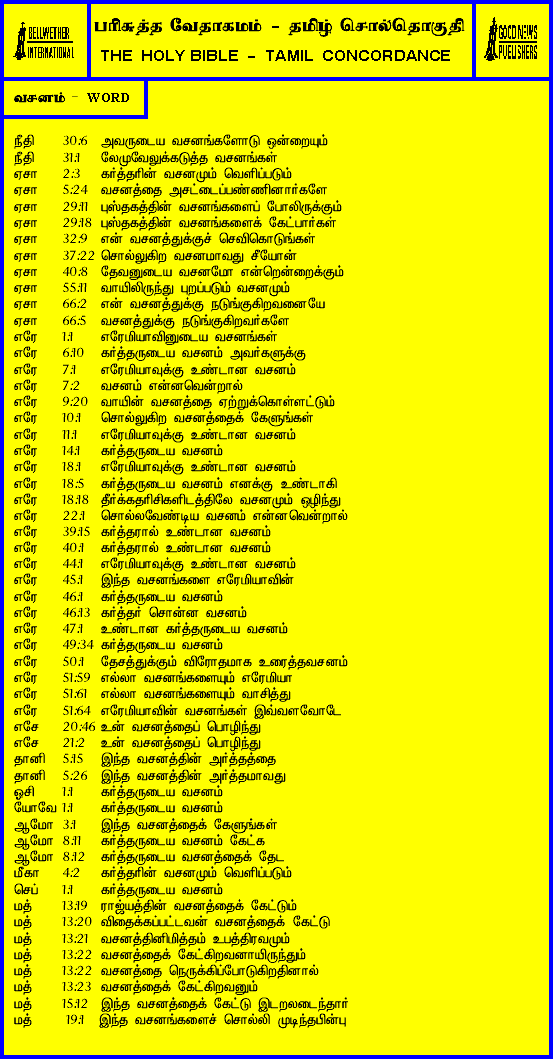 BELLWETHER
INTERNATIONAL
பரிசுத்த வேதாகமம் - தமிழ் சொல்தொகுதி
THE HOLY BIBLE - TAMIL CONCORDANCE
GOOD NEWS
PUBLISHERS
வசனம் - WORD
நீதி 30:6 அவருடைய வசனங்களோடு ஒன்றையும்
நீதி 31:1 லேமுவேலுக்கடுத்த வசனங்கள்
ஏசா 2:3 கர்த்தரின் வசனமும் வெளிப்படும்
ஏசா 5:24 வசனத்தை அசட்டைப்பண்ணினார்களே
ஏசா 29:11 புஸ்தகத்தின் வசனங்களைப் போலிருக்கும்
ஏசா 29:18 புஸ்தகத்தின் வசனங்களைக் கேட்பார்கள்
ஏசா 32:9 என் வசனத்துக்குச் செவிகொடுங்கள்
ஏசா 37:22 சொல்லுகிற வசனமாவது சீயோன்
ஏசா 40:8 தேவனுடைய வசனமோ என்றென்றைக்கும்
ஏசா 55:11 வாயிலிருந்து புறப்படும் வசனமும்
ஏசா 66:2 என் வசனத்துக்கு நடுங்குகிறவனையே
ஏசா 66:5 வசனத்துக்கு நடுங்குகிறவர்களே
எரே 1:1 எரேமியாவினுடைய வசனங்கள்
எரே 6:10 கர்த்தருடைய வசனம் அவர்களுக்கு
எரே 7:1 எரேமியாவுக்கு உண்டான வசனம்
எரே 7:2 வசனம் என்னவென்றால்
எரே 9:20 வாயின் வசனத்தை ஏற்றுக்கொள்ளட்டும்
எரே 10:1 சொல்லுகிற வசனத்தைக் கேளுங்கள்
எரே 11:1 எரேமியாவுக்கு உண்டான வசனம்
எரே 14:1 கர்த்தருடைய வசனம்
எரே 18:1 எரேமியாவுக்கு உண்டான வசனம்
எரே 18:5 கர்த்தருடைய வசனம் எனக்கு உண்டாகி
எரே 18:18 தீர்க்கதரிசிகளிடத்திலே வசனமும் ஒழிந்து
எரே 22:1 சொல்லவேண்டிய வசனம் என்னவென்றால்
எரே 39:15 கர்த்தரால் உண்டான வசனம்
எரே 40:1 கர்த்தரால் உண்டான வசனம்
எரே 44:1 எரேமியாவுக்கு உண்டான வசனம்
எரே 45:1 இந்த வசனங்களை எரேமியாவின்
எரே 46:1 கர்த்தருடைய வசனம்
எரே 46:13 கர்த்தர் சொன்ன வசனம்
எரே 47:1 உண்டான கர்த்தருடைய வசனம்
எரே 49:34 கர்த்தருடைய வசனம்
எரே 50:1 தேசத்துக்கும் விரோதமாக உரைத்தவசனம்
எரே 51:59 எல்லா வசனங்களையும் எரேமியா
எரே 51:61 எல்லா வசனங்களையும் வாசித்து
எரே 51:64 எரேமியாவின் வசனங்கள் இவ்வளவோடே
எசே 20:46 உன் வசனத்தைப் பொழிந்து
எசே 21:2 உன் வசனத்தைப் பொழிந்து
தானி 5:15 இந்த வசனத்தின் அர்த்தத்தை
தானி 5:26 இந்த வசனத்தின் அர்த்தமாவது
ஓசி 1:1 கர்த்தருடைய வசனம்
யோவே 1:1 கர்த்தருடைய வசனம்
ஆமோ 3:1 இந்த வசனத்தைக் கேளுங்கள்
ஆமோ 8:11 கர்த்தருடைய வசனம் கேட்க
ஆமோ 8:12 கர்த்தருடைய வசனத்தைக் தேட
மீகா 4:2 கர்த்தரின் வசனமும் வெளிப்படும்
செப் 1:1 கர்த்தருடைய வசனம்
மத் 13:19 ராஜ்யத்தின் வசனத்தைக் கேட்டும்
மத் 13:20 விதைக்கப்பட்டவன் வசனத்தைக் கேட்டு
மத் 13:21 வசனத்தினிமித்தம் உபத்திரவமும்
மத் 13:22 வசனத்தைக் கேட்கிறவனாயிருந்தும்
மத் 13:22 வசனத்தை நெருக்கிப்போடுகிறதினால்
மத் 13:23 வசனத்தைக் கேட்கிறவனும்
மத் 15:12 இந்த வசனத்தைக் கேட்டு இடறலடைந்தார்
மத் 19:1 இந்த வசனங்களைச் சொல்லி முடிந்தபின்பு